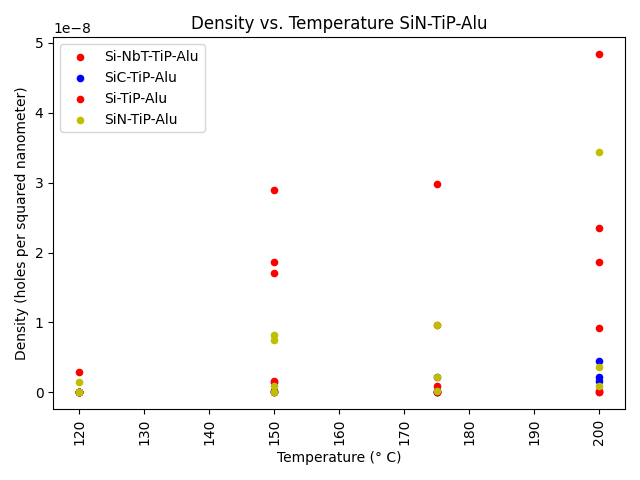 Density vs. Temperature SiN-TiP-Alu
1e−8
Si-NbT-TiP-Alu
SiC-TiP-Alu
Si-TiP-Alu
SiN-TiP-Alu
Density (holes per squared nanometer)
5
4
3
2
1
0
120
130
140
150
160
170
180
190
200
Temperature (° C)